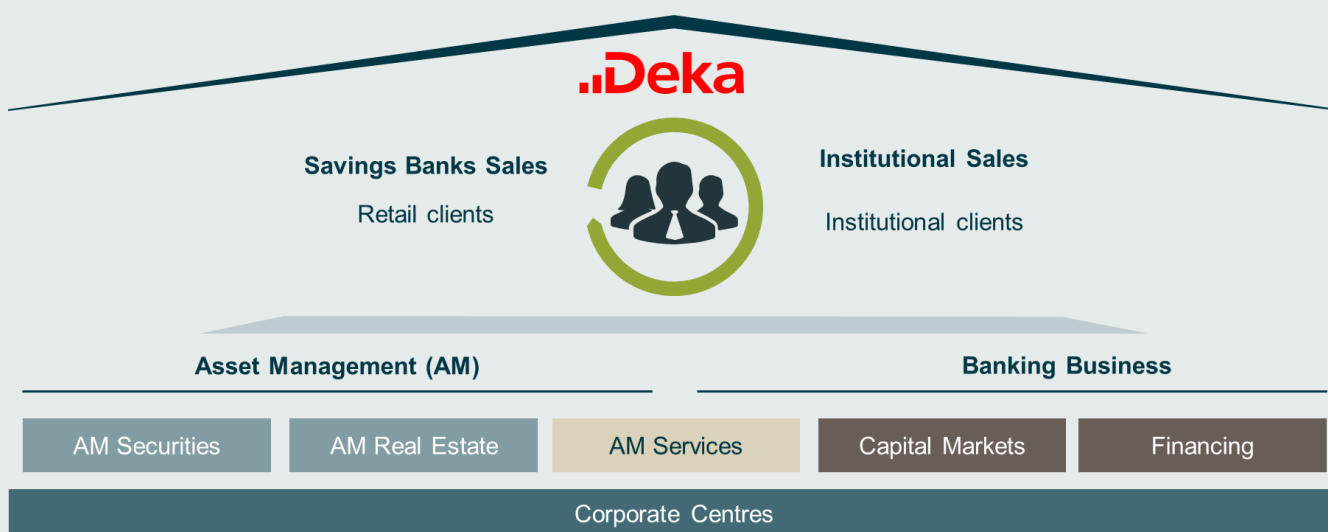 Deka
Savings Banks Sales
Retail clients
Institutional Sales
Institutional clients
Asset Management (AM)
Banking Business
AM Securities
AM Real Estate
AM Services
Capital Markets
Financing
Corporate Centres